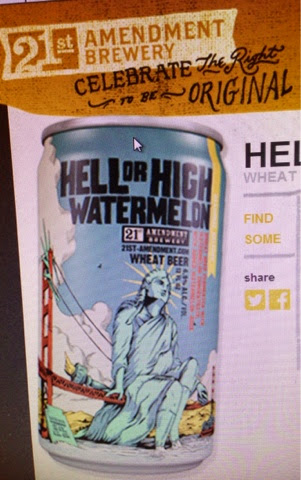 21st AMENDMENT
BREWERY
CELEBRATE The Right
TO BE ORIGINAL
HELL OR HIGH
WATERMELON
21st AMENDMENT
BREWERY
21ST-AMENDMENT.COM
WHEAT BEER
HEL
WHEAT
FIND
SOME
share